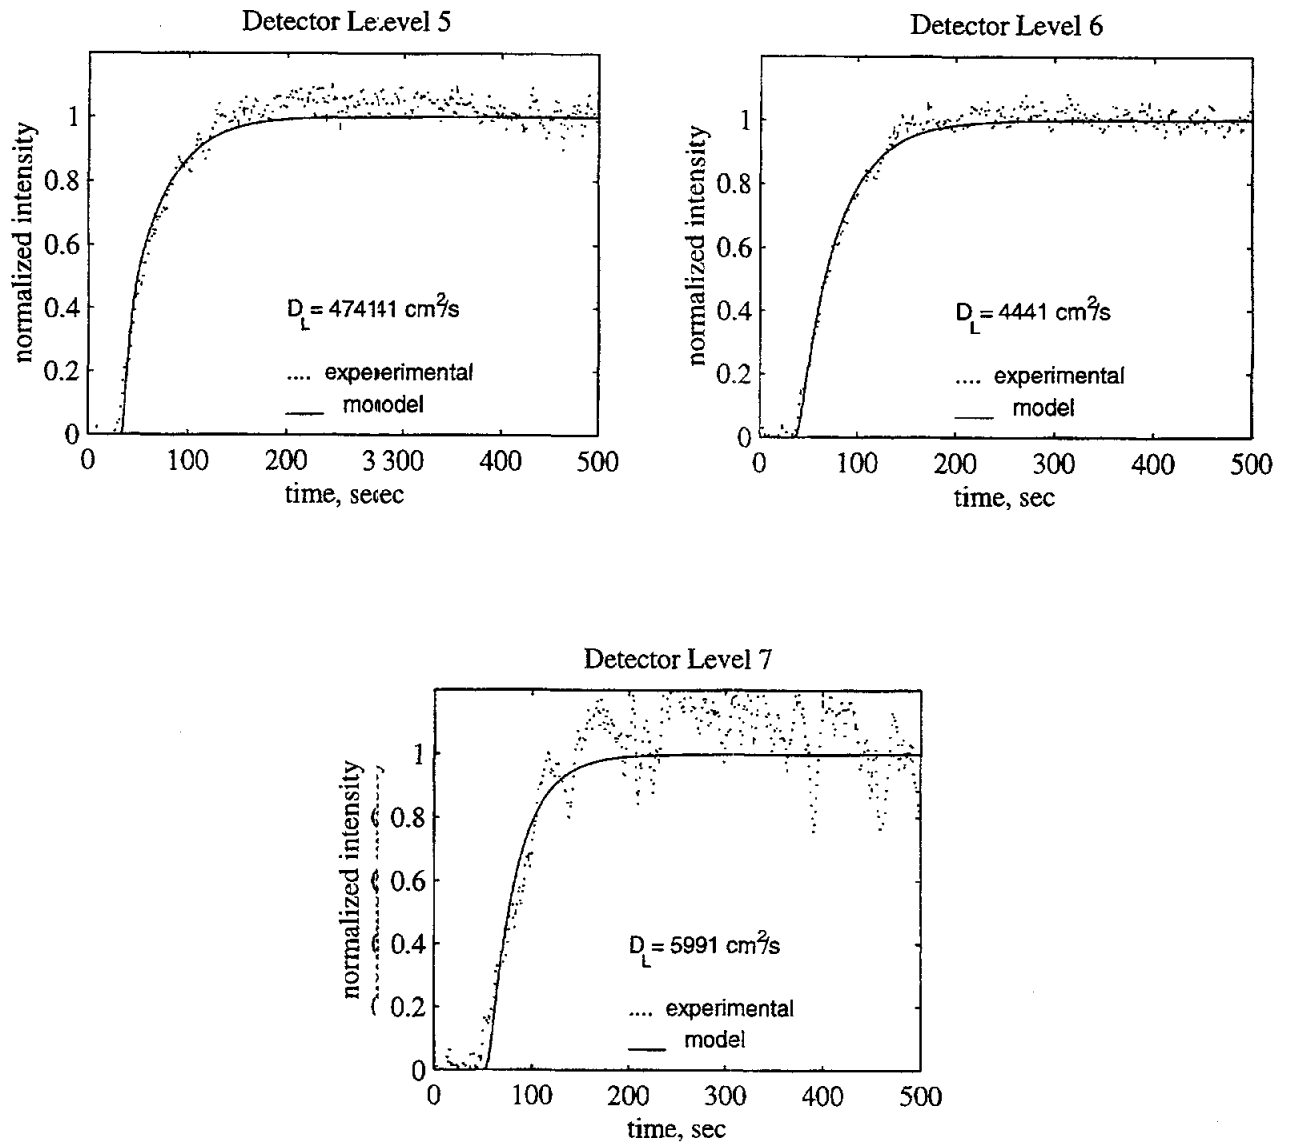 Detector Le:evel 5
normalized intensity
1
0.8
0.6
0.4
0.2
0
D_L = 474141 cm²/s
.... expererimental
moodel
0 100 200 3 300 400 500
time, secec
Detector Level 6
normalized intensity
1
0.8
0.6
0.4
0.2
0
D_L = 4441 cm²/s
.... experimental
model
0 100 200 300 400 500
time, sec
Detector Level 7
normalized intensity
1
0.8
0.6
0.4
0.2
0
D_L = 5991 cm²/s
.... experimental
model
0 100 200 300 400 500
time, sec